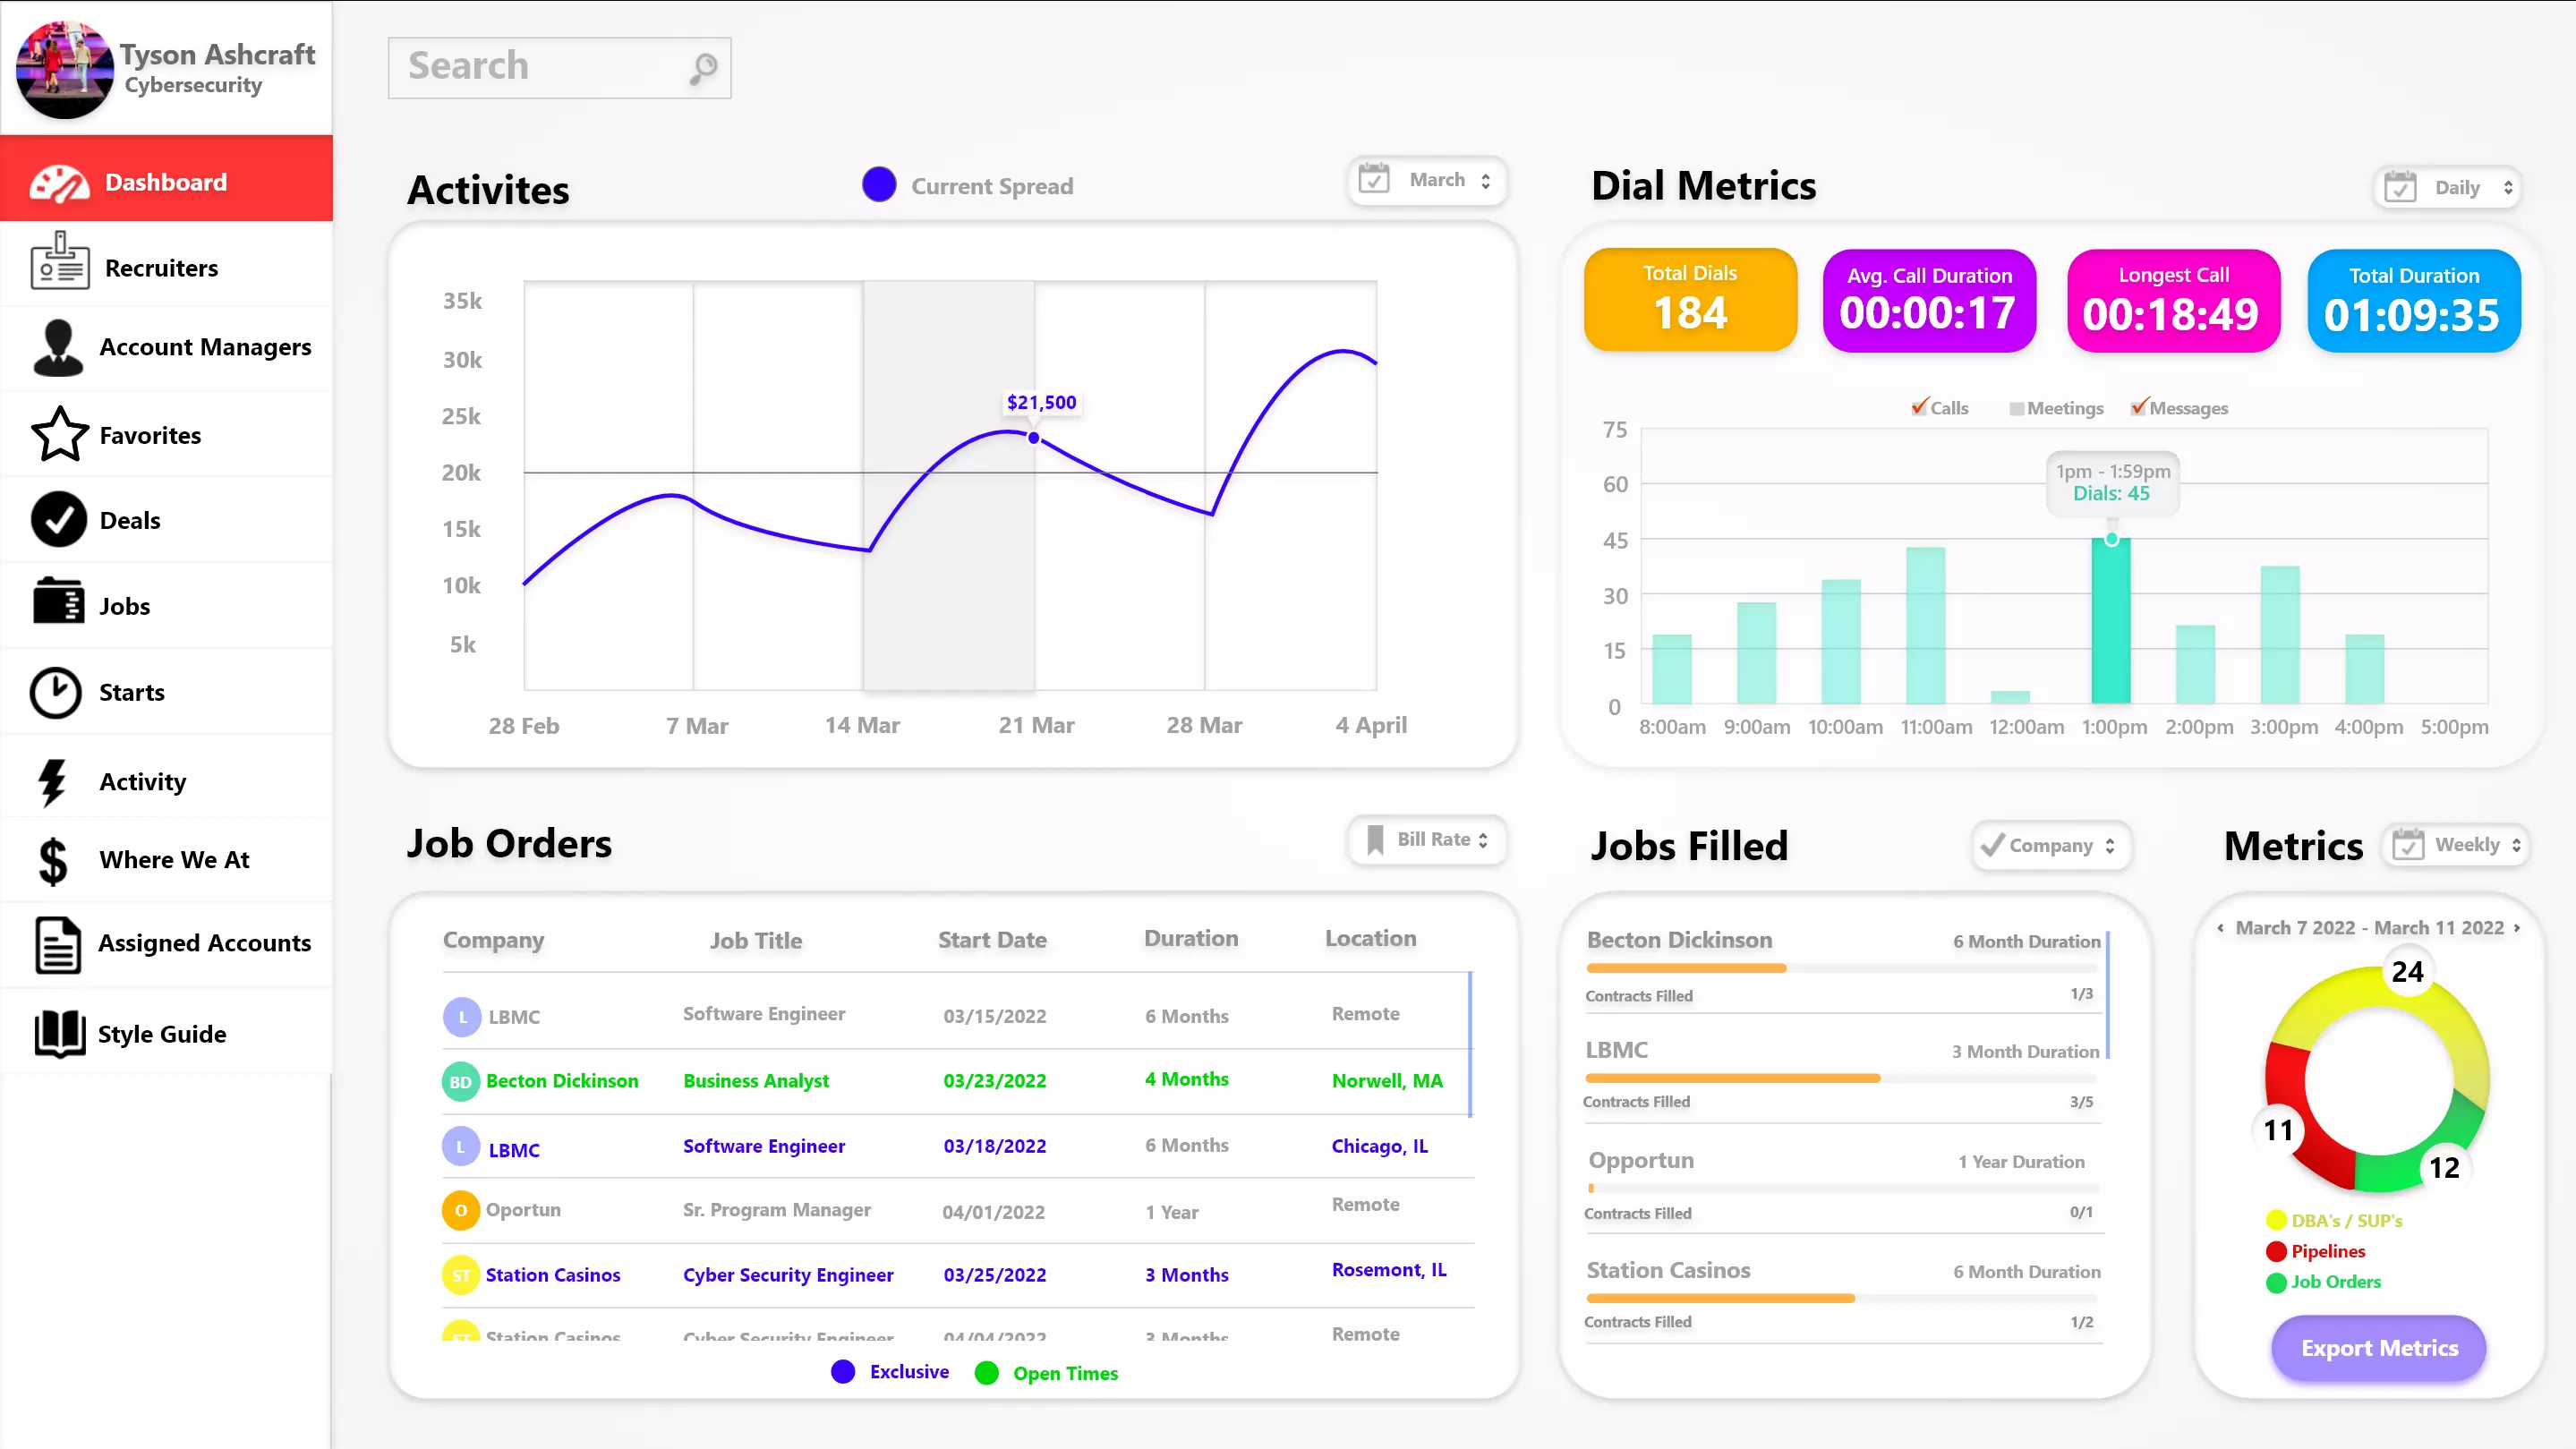 Tyson Ashcraft
Cybersecurity
Search
Dashboard
Recruiters
Account Managers
Favorites
Deals
Jobs
Starts
Activity
Where We At
Assigned Accounts
Style Guide
Activites
Current Spread
March
35k
30k
25k
20k
15k
10k
5k
$21,500
28 Feb 7 Mar 14 Mar 21 Mar 28 Mar 4 April
Dial Metrics
Daily
Total Dials
184
Avg. Call Duration
00:00:17
Longest Call
00:18:49
Total Duration
01:09:35
Calls Meetings Messages
75
60
45
30
15
0
1pm - 1:59pm
Dials: 45
8:00am 9:00am 10:00am 11:00am 12:00am 1:00pm 2:00pm 3:00pm 4:00pm 5:00pm
Job Orders
Bill Rate
Company Job Title Start Date Duration Location
L LBMC Software Engineer 03/15/2022 6 Months Remote
BD Becton Dickinson Business Analyst 03/23/2022 4 Months Norwell, MA
L LBMC Software Engineer 03/18/2022 6 Months Chicago, IL
O Oportun Sr. Program Manager 04/01/2022 1 Year Remote
ST Station Casinos Cyber Security Engineer 03/25/2022 3 Months Rosemont, IL
ST Station Casinos Cyber Security Engineer 04/04/2022 3 Months Remote
Exclusive Open Times
Jobs Filled
Company
Becton Dickinson 6 Month Duration
Contracts Filled 1/3
LBMC 3 Month Duration
Contracts Filled 3/5
Opportun 1 Year Duration
Contracts Filled 0/1
Station Casinos 6 Month Duration
Contracts Filled 1/2
Metrics
Weekly
‹ March 7 2022 - March 11 2022 ›
24
11
12
DBA's / SUP's
Pipelines
Job Orders
Export Metrics